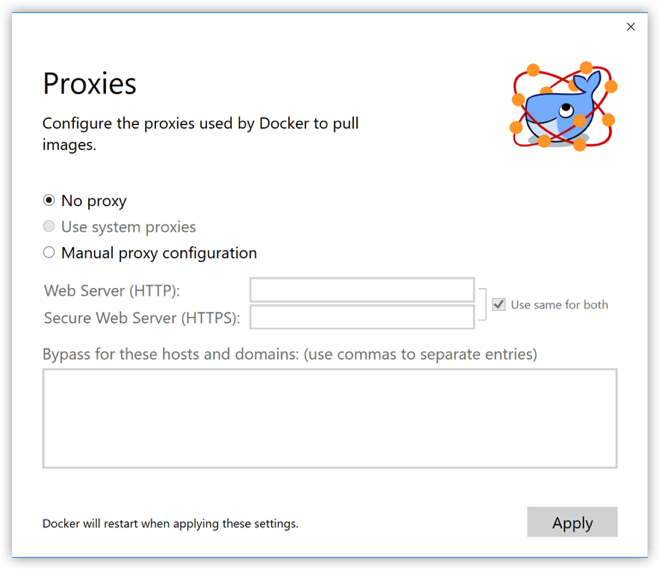 Proxies
Configure the proxies used by Docker to pull
images.
No proxy
Use system proxies
Manual proxy configuration
Web Server (HTTP):
Secure Web Server (HTTPS):
Use same for both
Bypass for these hosts and domains: (use commas to separate entries)
Docker will restart when applying these settings.
Apply